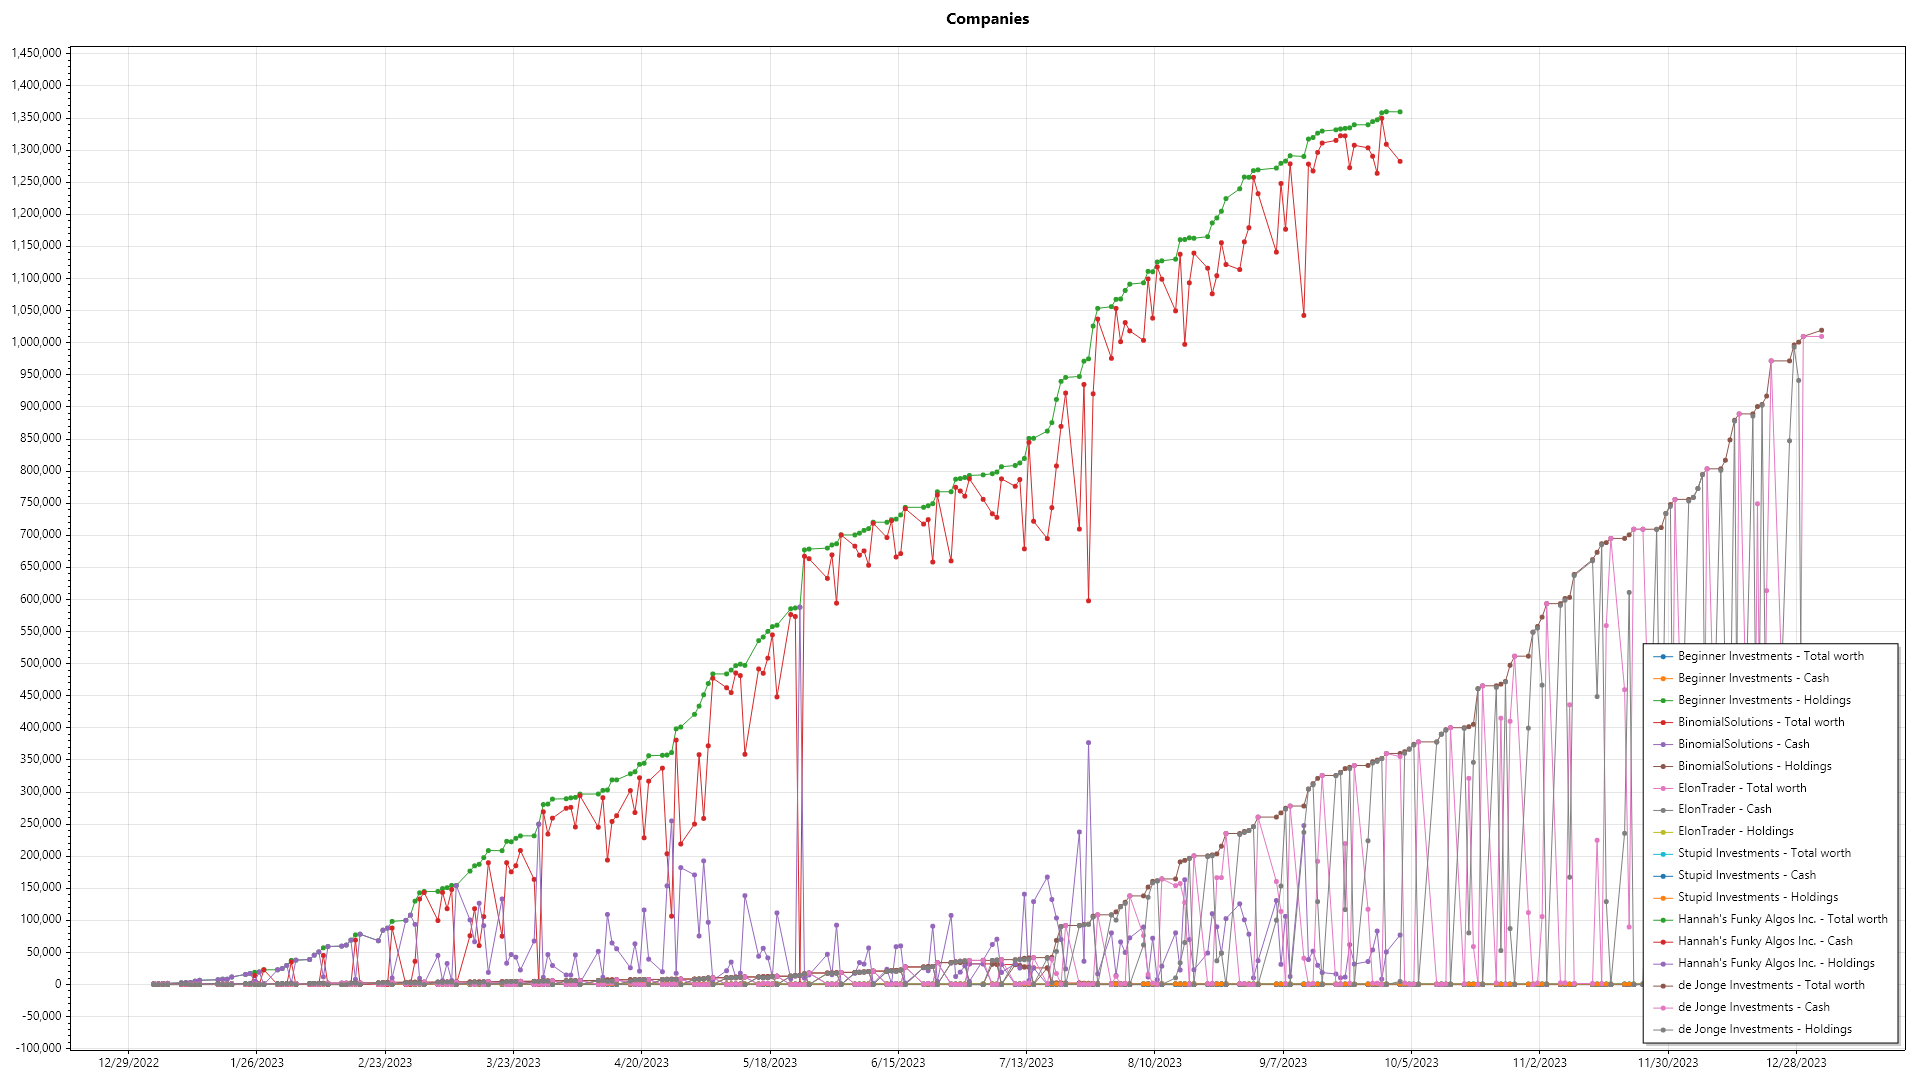 Companies
1,450,000
1,400,000
1,350,000
1,300,000
1,250,000
1,200,000
1,150,000
1,100,000
1,050,000
1,000,000
950,000
900,000
850,000
800,000
750,000
700,000
650,000
600,000
550,000
500,000
450,000
400,000
350,000
300,000
250,000
200,000
150,000
100,000
50,000
0
-50,000
-100,000
12/29/2022 1/26/2023 2/23/2023 3/23/2023 4/20/2023 5/18/2023 6/15/2023 7/13/2023 8/10/2023 9/7/2023 10/5/2023 11/2/2023 11/30/2023 12/28/2023
Beginner Investments - Total worth
Beginner Investments - Cash
Beginner Investments - Holdings
BinomialSolutions - Total worth
BinomialSolutions - Cash
BinomialSolutions - Holdings
ElonTrader - Total worth
ElonTrader - Cash
ElonTrader - Holdings
Stupid Investments - Total worth
Stupid Investments - Cash
Stupid Investments - Holdings
Hannah's Funky Algos Inc. - Total worth
Hannah's Funky Algos Inc. - Cash
Hannah's Funky Algos Inc. - Holdings
de Jonge Investments - Total worth
de Jonge Investments - Cash
de Jonge Investments - Holdings